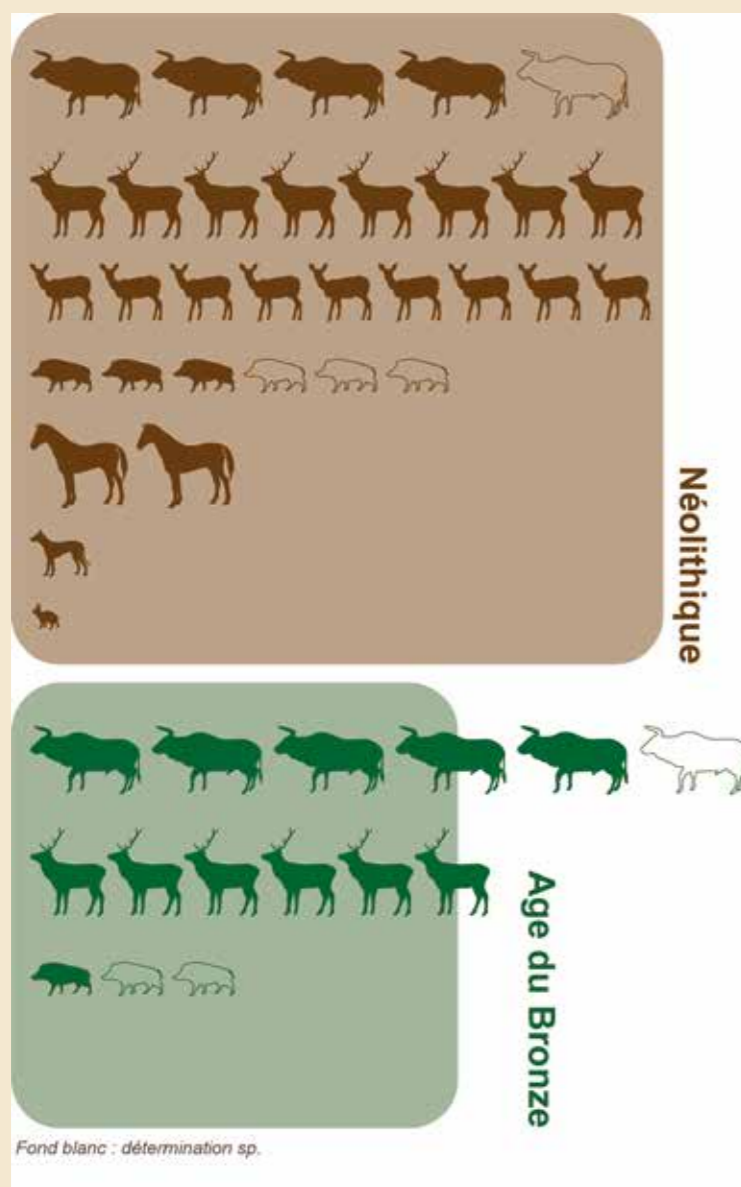 Néolithique
Age du Bronze
Fond blanc : détermination sp.